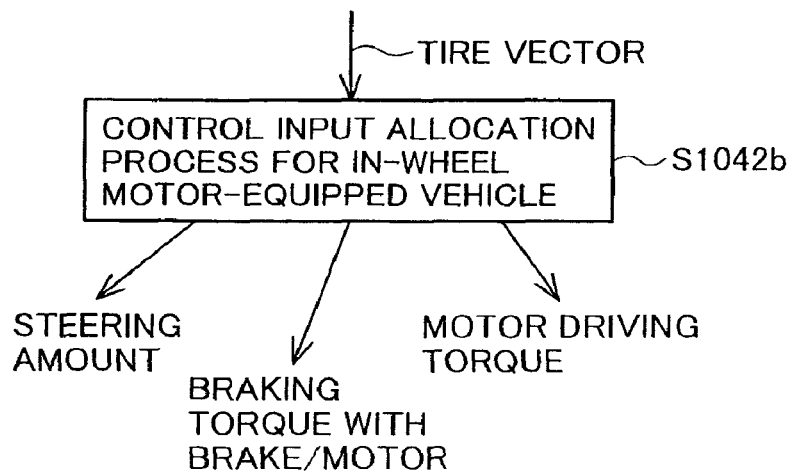 TIRE VECTOR
CONTROL INPUT ALLOCATION
PROCESS FOR IN-WHEEL
MOTOR-EQUIPPED VEHICLE
S1042b
STEERING
AMOUNT
BRAKING
TORQUE WITH
BRAKE/MOTOR
MOTOR DRIVING
TORQUE